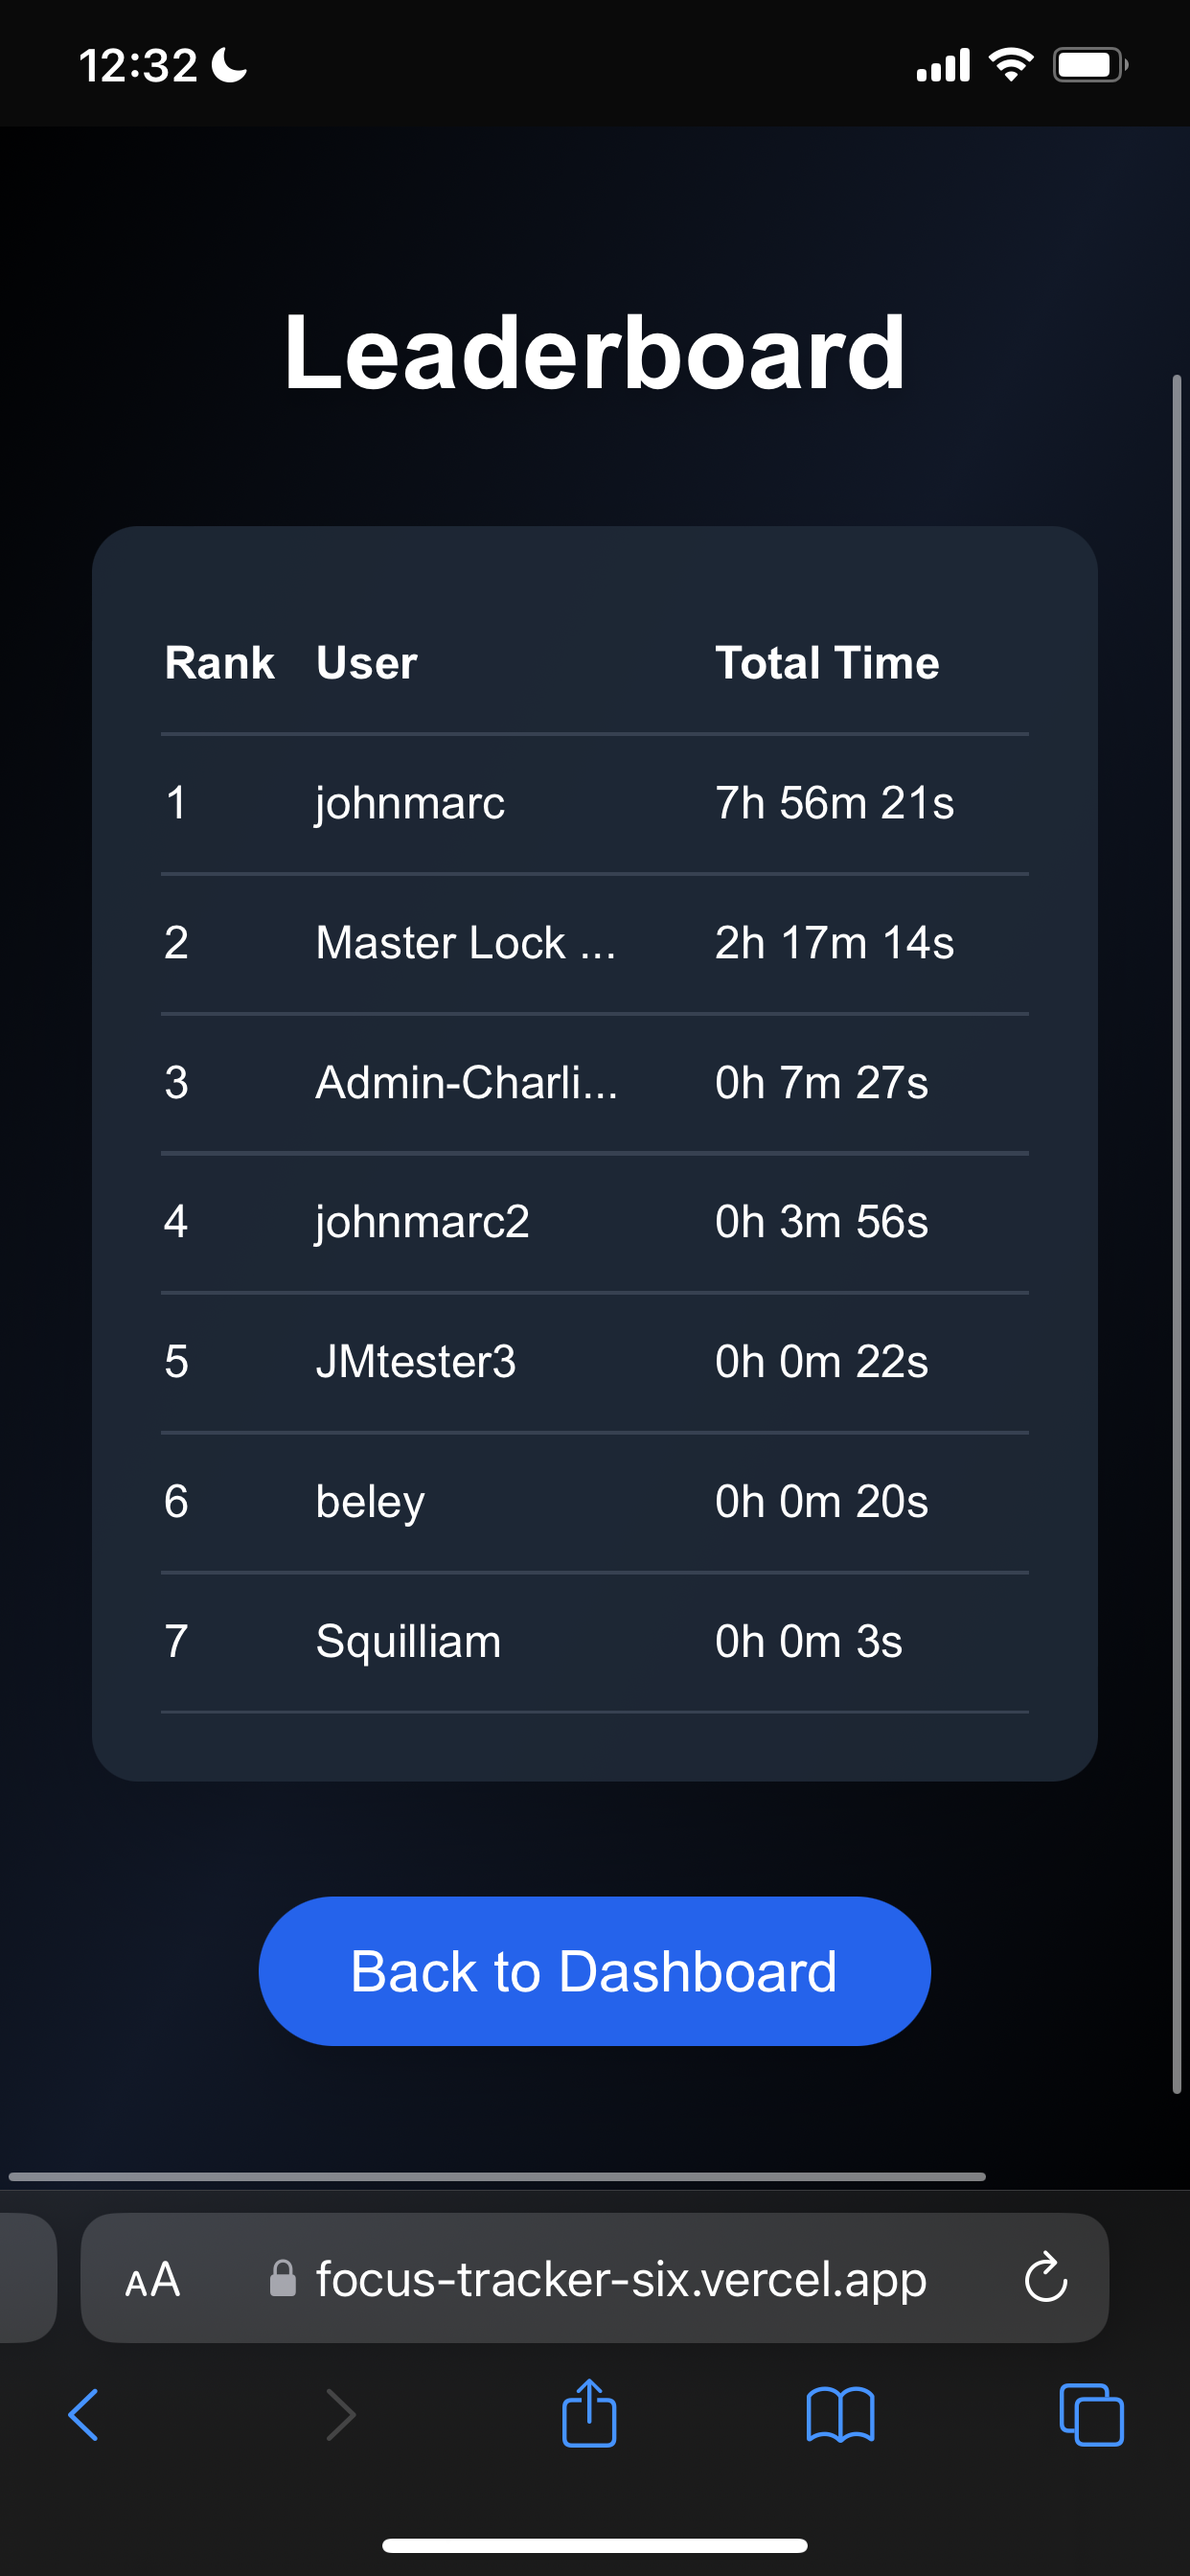 12:32
Leaderboard
Rank User Total Time
1 johnmarc 7h 56m 21s
2 Master Lock ... 2h 17m 14s
3 Admin-Charli... 0h 7m 27s
4 johnmarc2 0h 3m 56s
5 JMtester3 0h 0m 22s
6 beley 0h 0m 20s
7 Squilliam 0h 0m 3s
Back to Dashboard
AA focus-tracker-six.vercel.app